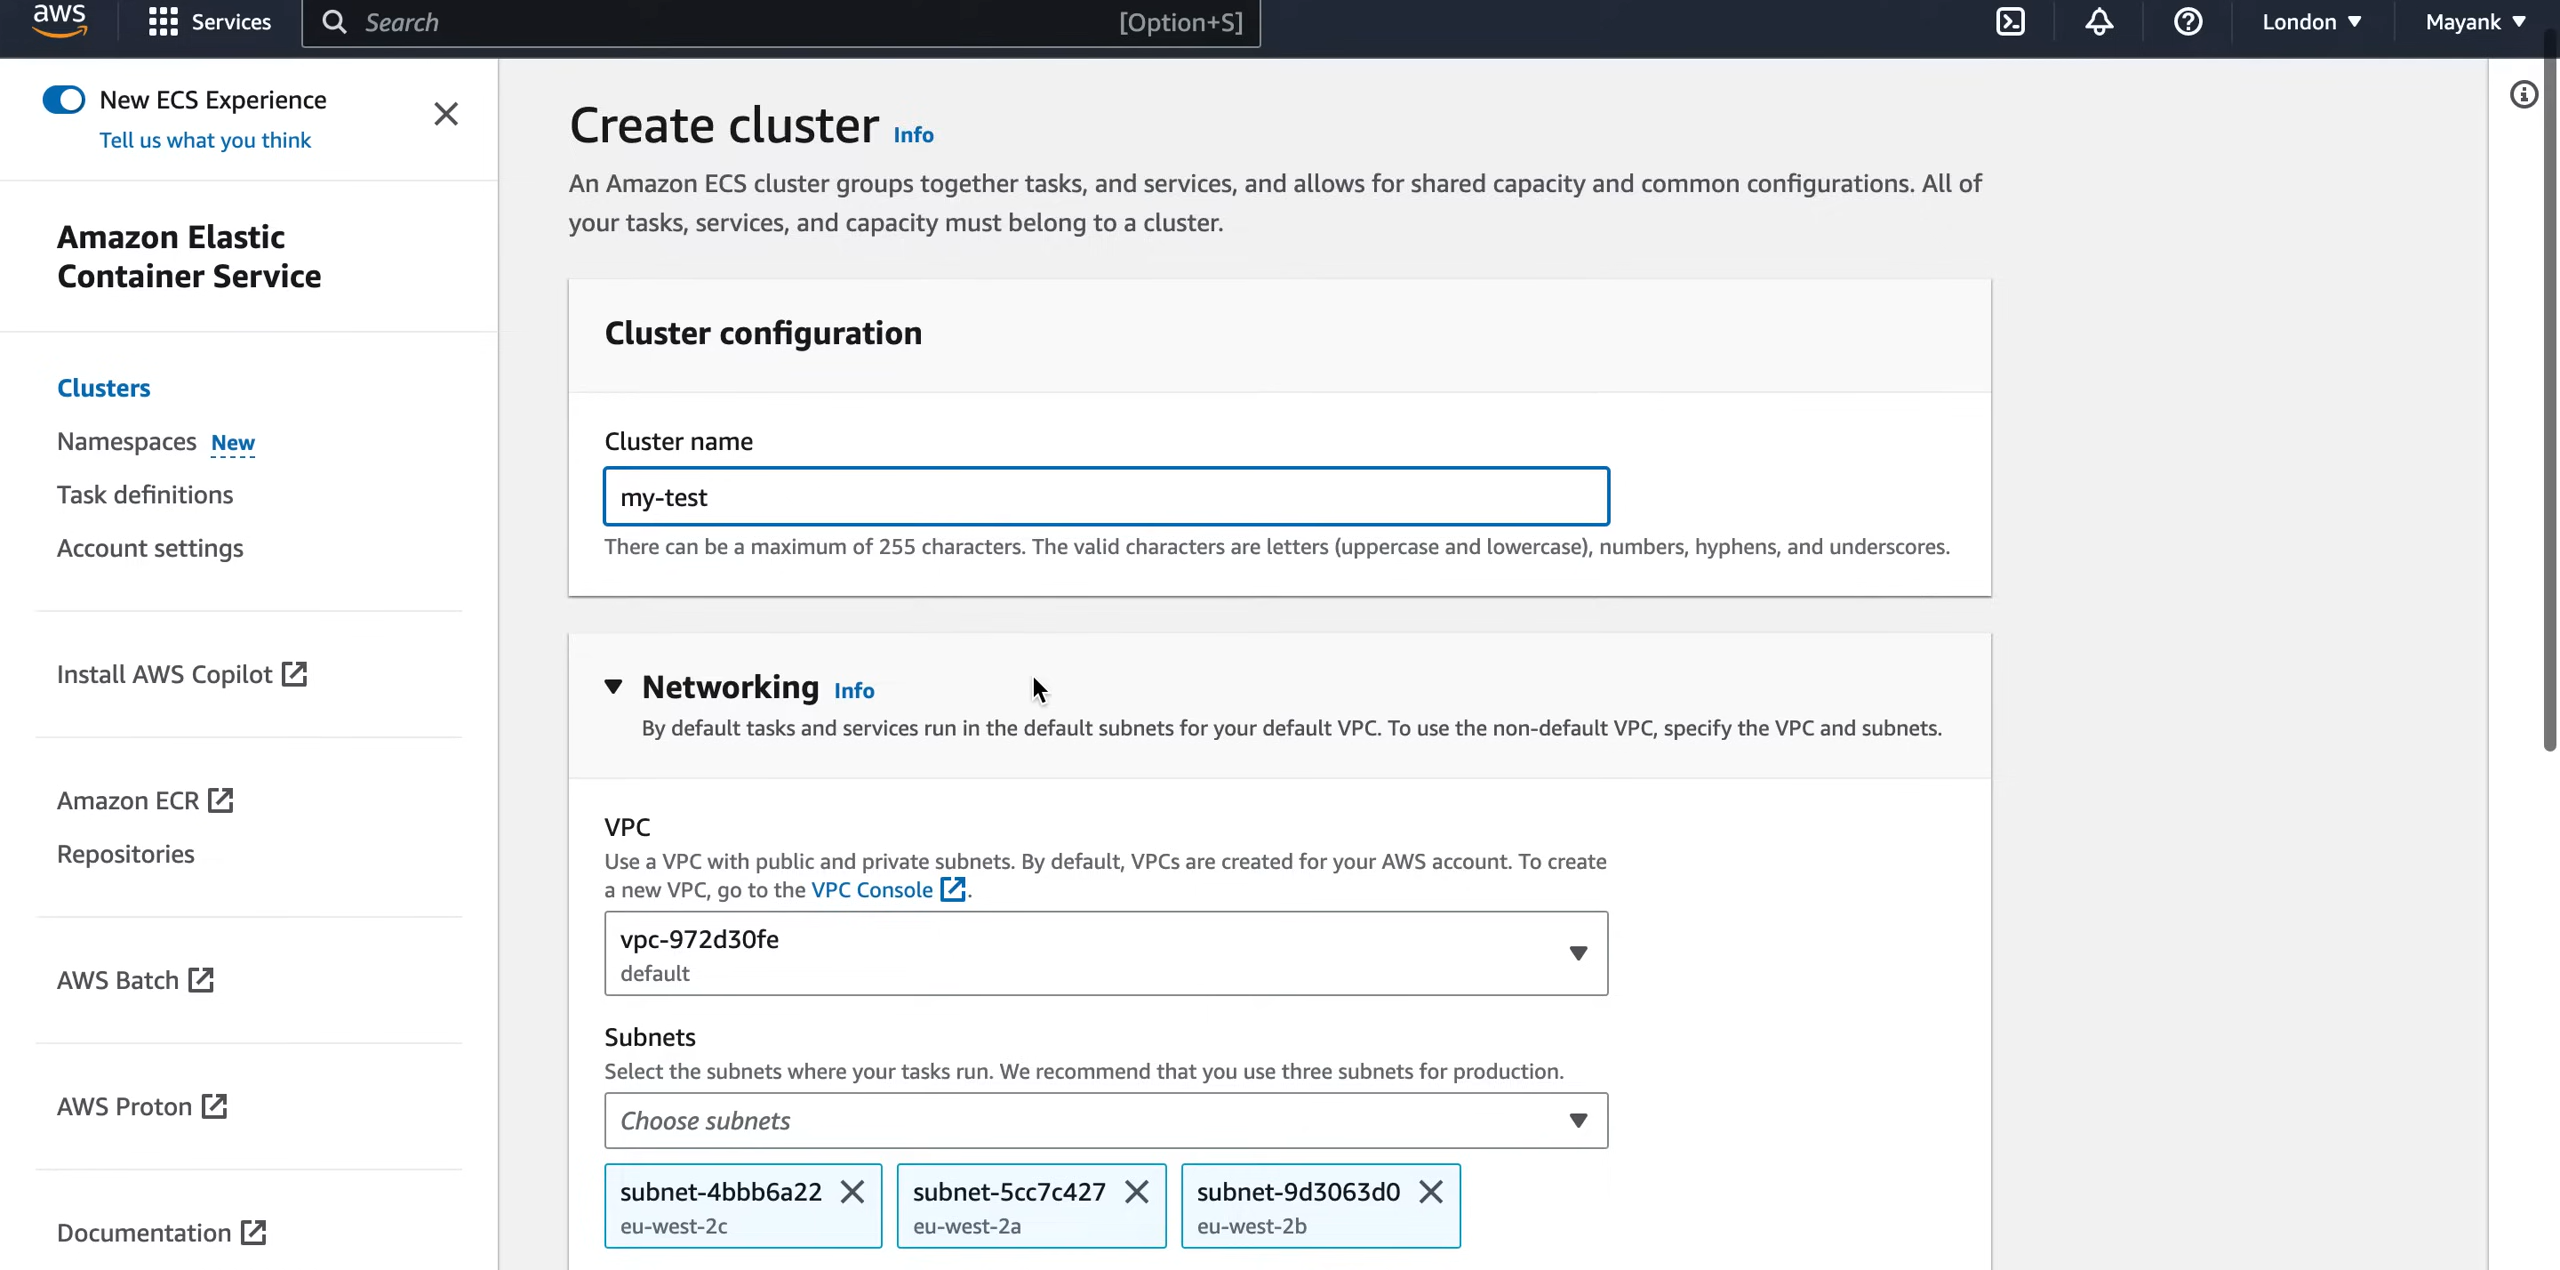 aws
Services
Search
[Option+S]
London
Mayank
New ECS Experience
Tell us what you think
Amazon Elastic
Container Service
Clusters
Namespaces New
Task definitions
Account settings
Install AWS Copilot
Amazon ECR
Repositories
AWS Batch
AWS Proton
Documentation
Create cluster Info
An Amazon ECS cluster groups together tasks, and services, and allows for shared capacity and common configurations. All of
your tasks, services, and capacity must belong to a cluster.
Cluster configuration
Cluster name
my-test
There can be a maximum of 255 characters. The valid characters are letters (uppercase and lowercase), numbers, hyphens, and underscores.
Networking Info
By default tasks and services run in the default subnets for your default VPC. To use the non-default VPC, specify the VPC and subnets.
VPC
Use a VPC with public and private subnets. By default, VPCs are created for your AWS account. To create
a new VPC, go to the VPC Console.
vpc-972d30fe
default
Subnets
Select the subnets where your tasks run. We recommend that you use three subnets for production.
Choose subnets
subnet-4bbb6a22
eu-west-2c
subnet-5cc7c427
eu-west-2a
subnet-9d3063d0
eu-west-2b